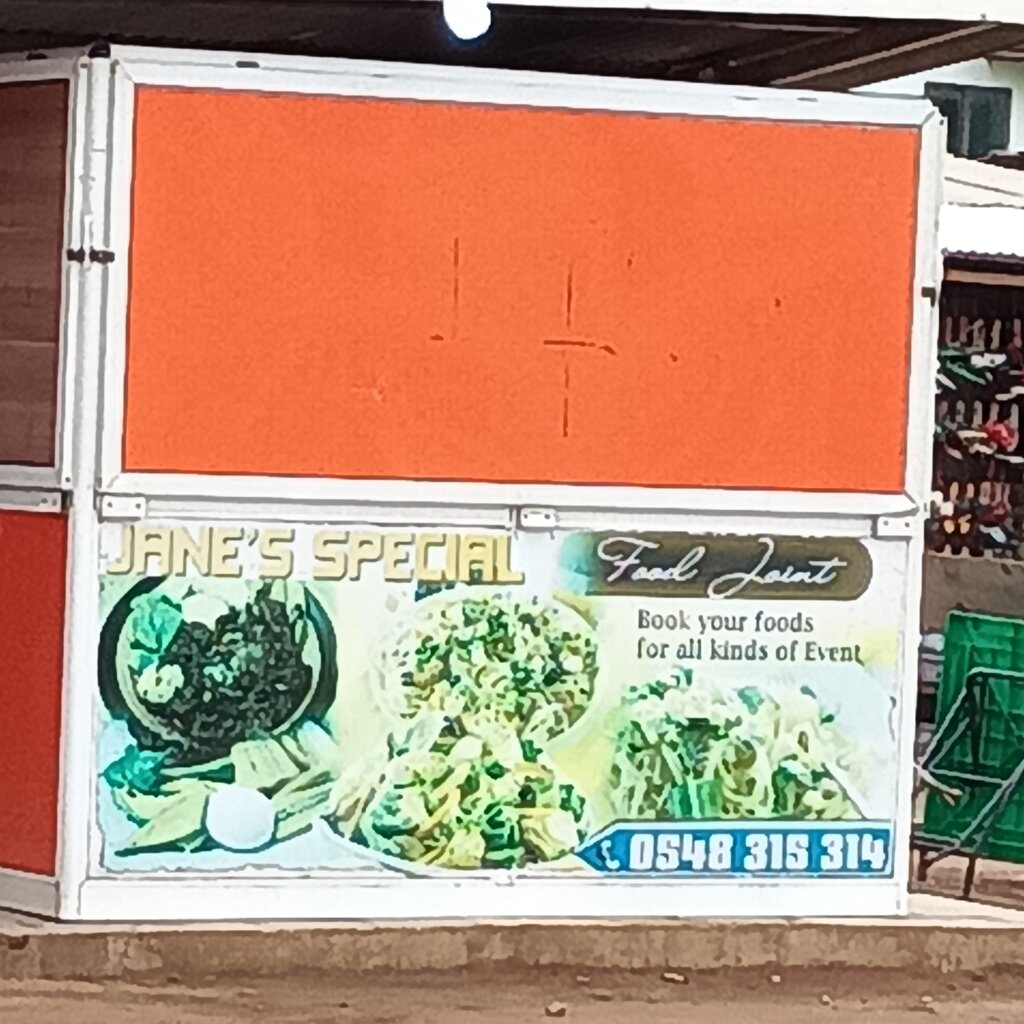 JANE'S SPECIAL
Food Joint
Book your foods
for all kinds of Event
0548 315 314